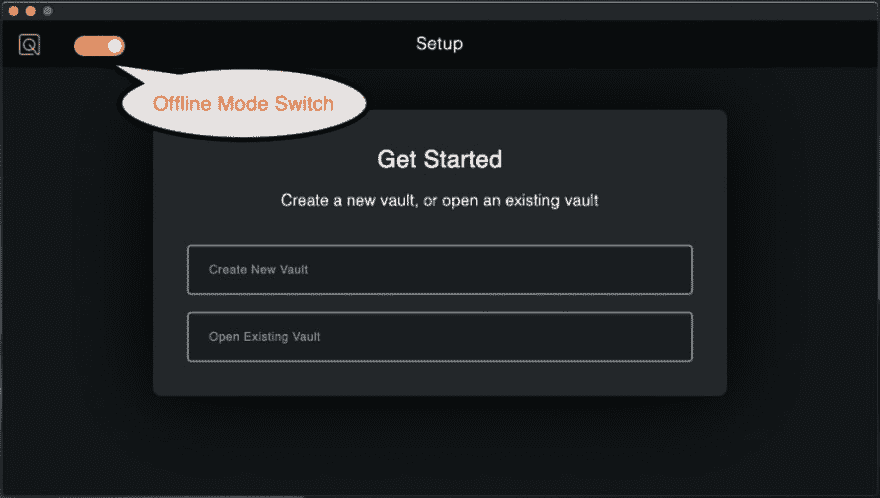 Setup
Offline Mode Switch
Get Started
Create a new vault, or open an existing vault
Create New Vault
Open Existing Vault